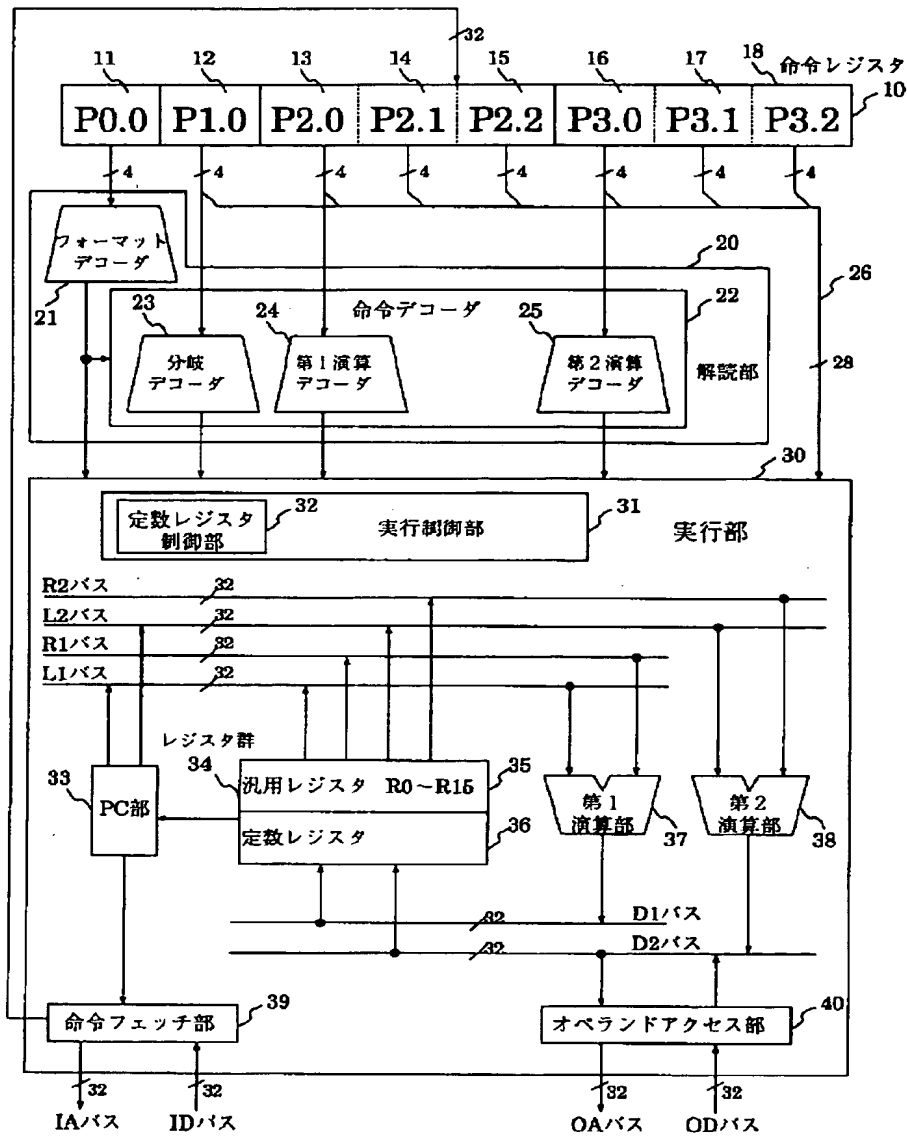 32
11 12 13 14 15 16 17 18 命令レジスタ
10
P0.0 P1.0 P2.0 P2.1 P2.2 P3.0 P3.1 P3.2
4 4 4 4 4 4 4 4
20
フォーマット
デコーダ
21
26
命令デコーダ
22
23
24
25
分岐
デコーダ
第1演算
デコーダ
第2演算
デコーダ
解読部
28
30
定数レジスタ
制御部
32
実行制御部
31
実行部
R2バス 32
L2バス 32
R1バス 32
L1バス 32
レジスタ群
33
PC部
34
汎用レジスタ R0～R15
35
定数レジスタ
36
第1
演算部
37
第2
演算部
38
32 D1バス
32 D2バス
命令フェッチ部
39
オペランドアクセス部
40
32 32 32 32
IAバス IDバス OAバス ODバス